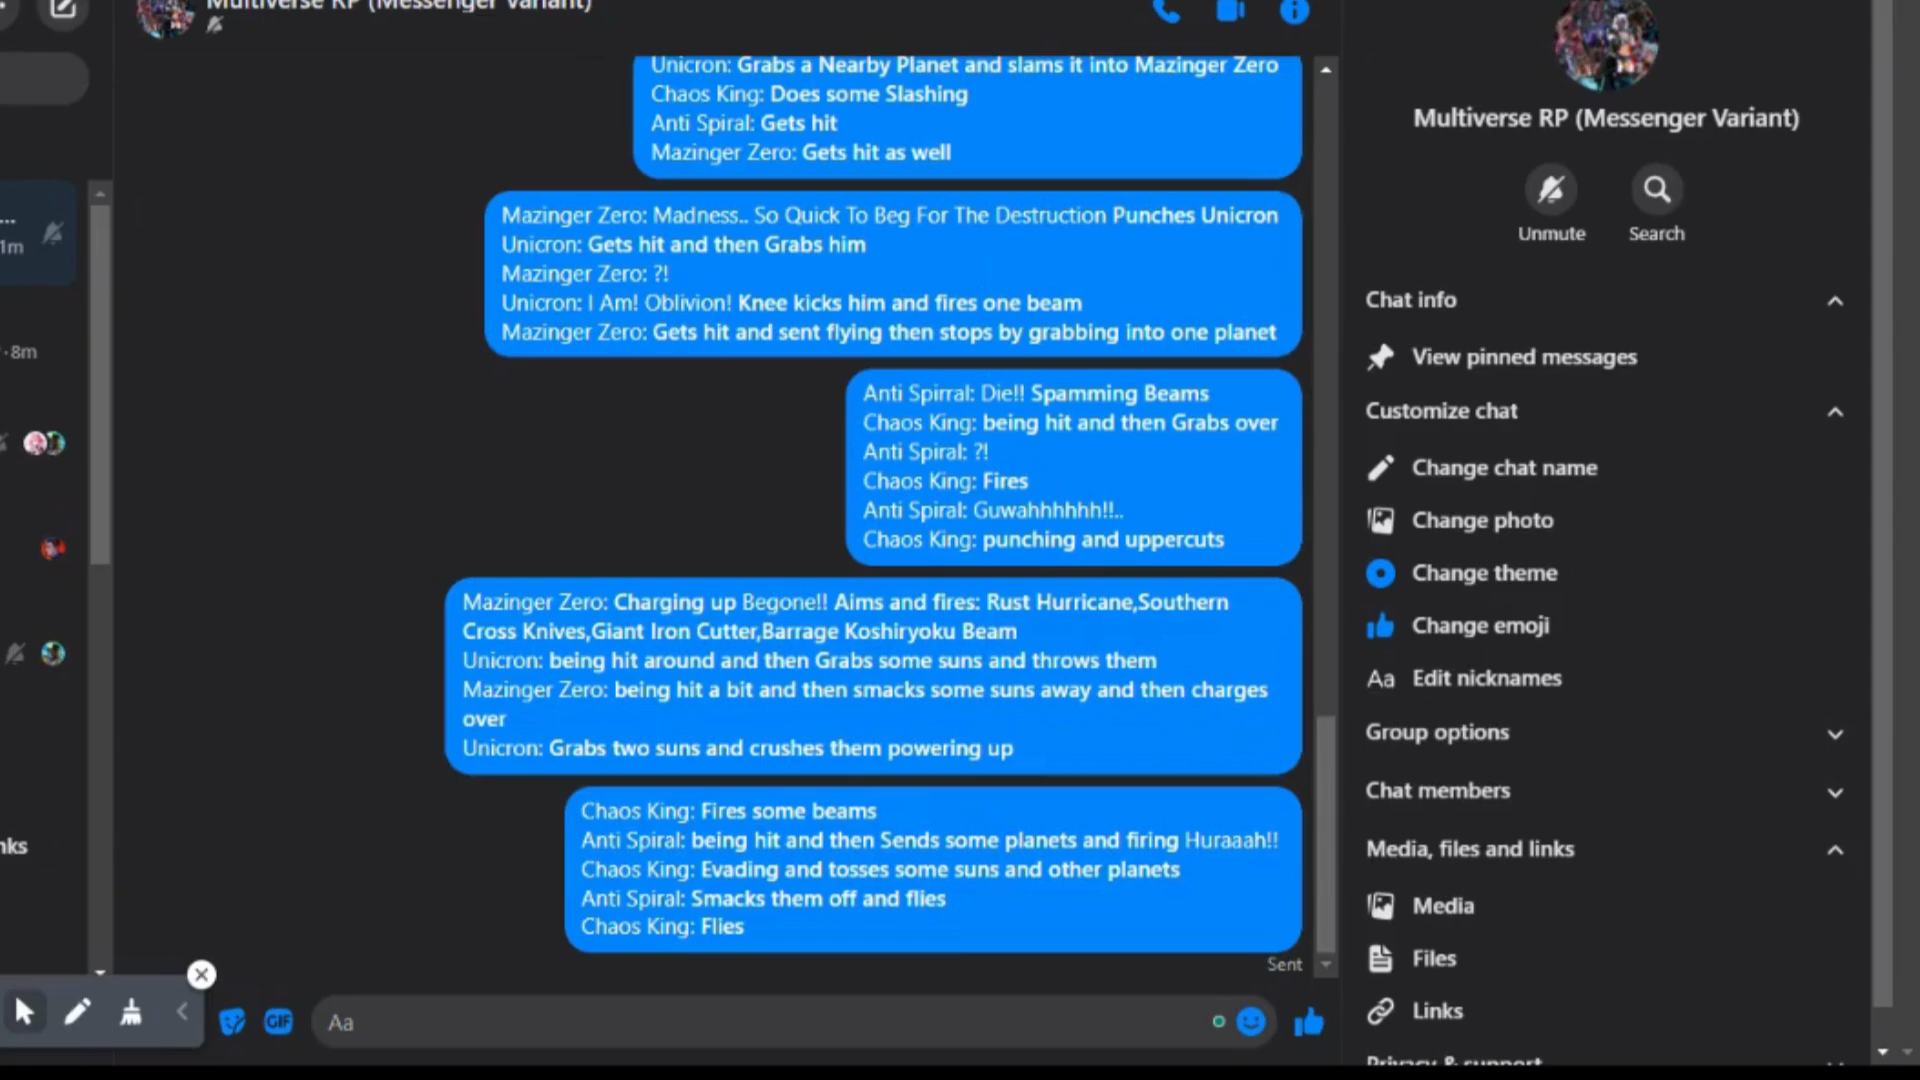 Multiverse RP (Messenger Variant)
Unicron: Grabs a Nearby Planet and slams it into Mazinger Zero
Chaos King: Does some Slashing
Anti Spiral: Gets hit
Mazinger Zero: Gets hit as well
Mazinger Zero: Madness.. So Quick To Beg For The Destruction Punches Unicron
Unicron: Gets hit and then Grabs him
Mazinger Zero: ?!
Unicron: I Am! Oblivion! Knee kicks him and fires one beam
Mazinger Zero: Gets hit and sent flying then stops by grabbing into one planet
Anti Spirral: Die!! Spamming Beams
Chaos King: being hit and then Grabs over
Anti Spiral: ?!
Chaos King: Fires
Anti Spiral: Guwahhhhhh!!..
Chaos King: punching and uppercuts
Mazinger Zero: Charging up Begone!! Aims and fires: Rust Hurricane,Southern
Cross Knives,Giant Iron Cutter,Barrage Koshiryoku Beam
Unicron: being hit around and then Grabs some suns and throws them
Mazinger Zero: being hit a bit and then smacks some suns away and then charges
over
Unicron: Grabs two suns and crushes them powering up
Chaos King: Fires some beams
Anti Spiral: being hit and then Sends some planets and firing Huraaah!!
Chaos King: Evading and tosses some suns and other planets
Anti Spiral: Smacks them off and flies
Chaos King: Flies
Sent
GIF
Aa
...
1m
· 8m
nks
Multiverse RP (Messenger Variant)
Unmute
Search
Chat info
View pinned messages
Customize chat
Change chat name
Change photo
Change theme
Change emoji
Aa Edit nicknames
Group options
Chat members
Media, files and links
Media
Files
Links
Privacy & support